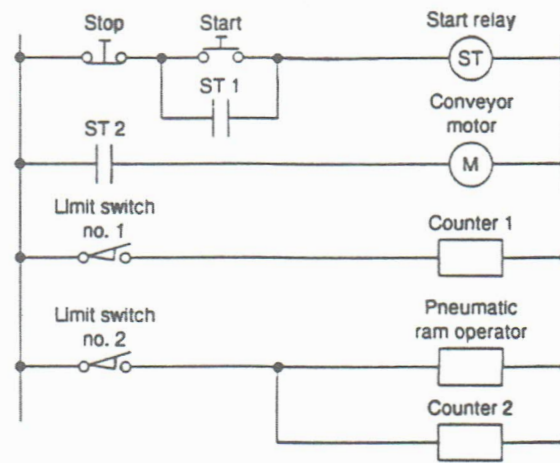 Stop
Start
Start relay
ST
ST 1
Conveyor
motor
ST 2
M
Limit switch
no. 1
Counter 1
Limit switch
no. 2
Pneumatic
ram operator
Counter 2